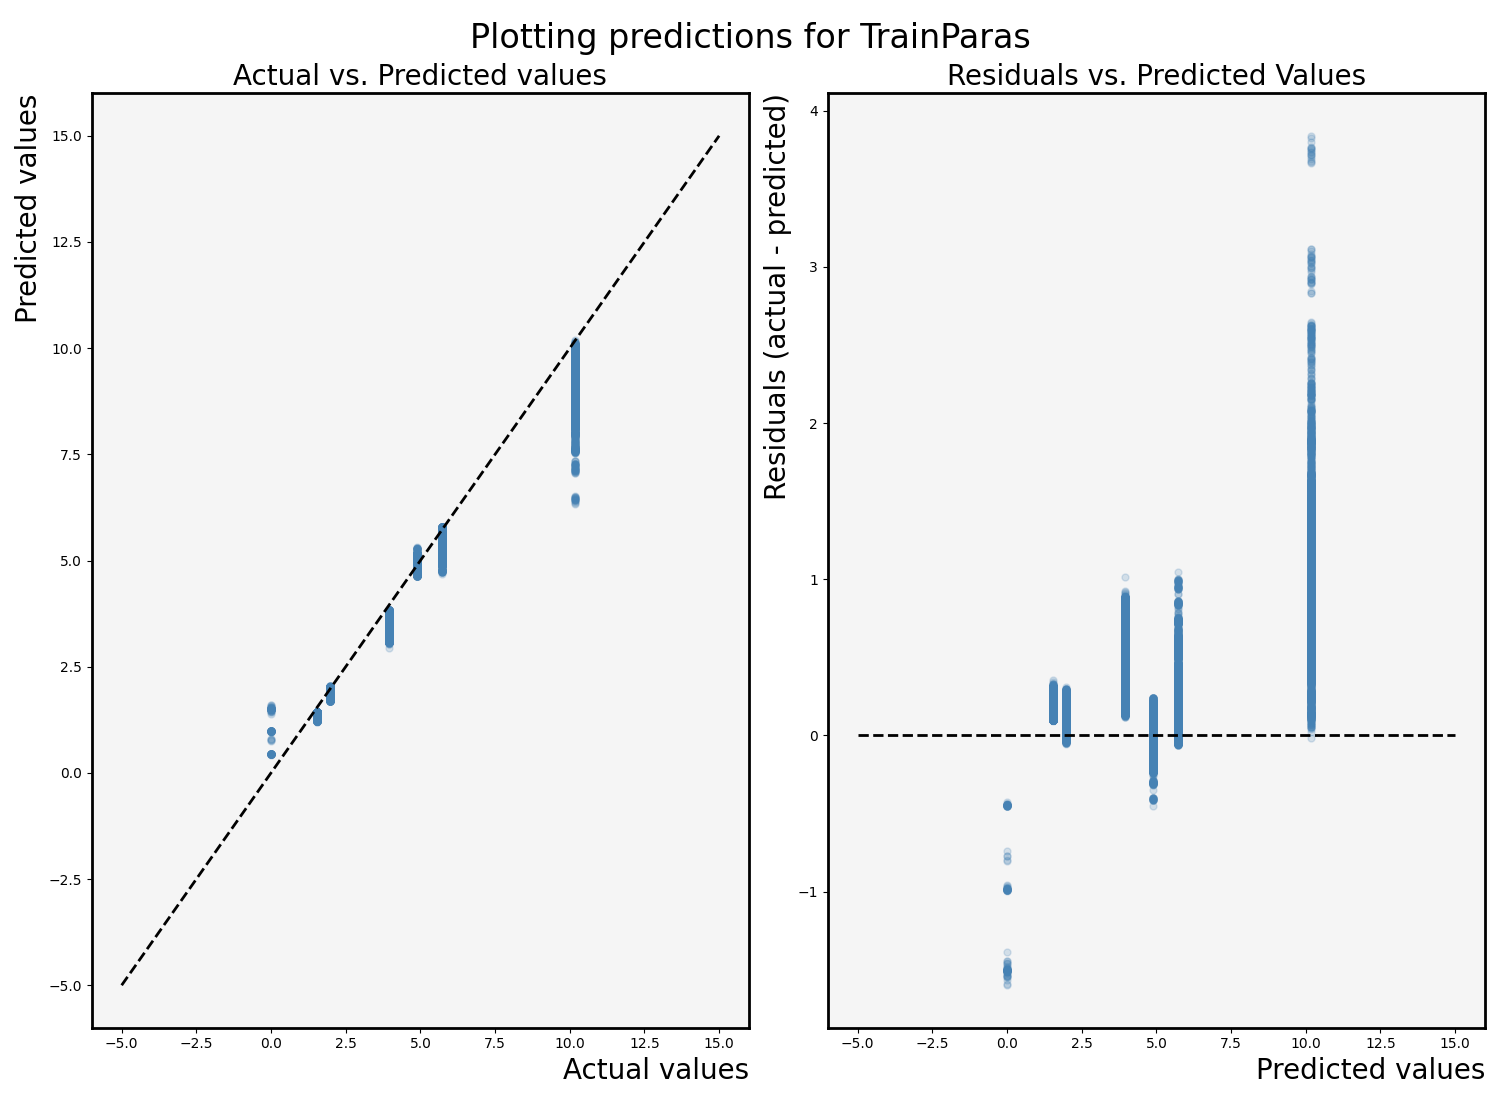 Plotting predictions for TrainParas
Actual vs. Predicted values
Predicted values
15.0
12.5
10.0
7.5
5.0
2.5
0.0
−2.5
−5.0
−5.0 −2.5 0.0 2.5 5.0 7.5 10.0 12.5 15.0
Actual values
Residuals vs. Predicted Values
Residuals (actual - predicted)
4
3
2
1
0
−1
−5.0 −2.5 0.0 2.5 5.0 7.5 10.0 12.5 15.0
Predicted values